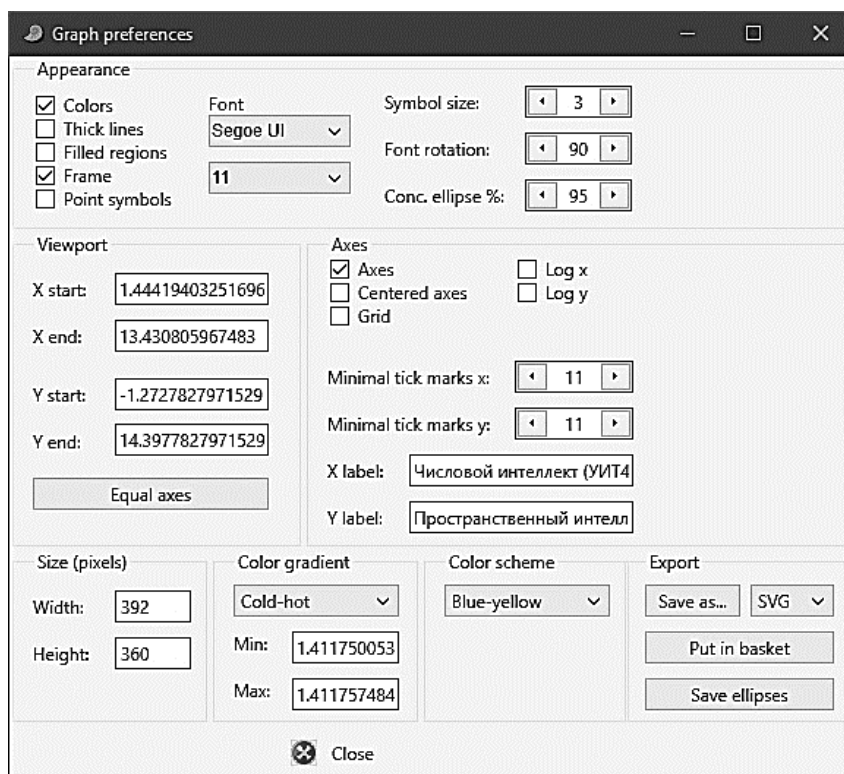 Graph preferences
Appearance
Colors
Thick lines
Filled regions
Frame
Point symbols
Font
Segoe UI
11
Symbol size: 3
Font rotation: 90
Conc. ellipse %: 95
Viewport
X start: 1.44419403251696
X end: 13.430805967483
Y start: -1.2727827971529
Y end: 14.3977827971529
Equal axes
Axes
Axes
Centered axes
Grid
Log x
Log y
Minimal tick marks x: 11
Minimal tick marks y: 11
X label: Числовой интеллект (УИТ4
Y label: Пространственный интелл
Size (pixels)
Width: 392
Height: 360
Color gradient
Cold-hot
Min: 1.411750053
Max: 1.411757484
Color scheme
Blue-yellow
Export
Save as... SVG
Put in basket
Save ellipses
Close